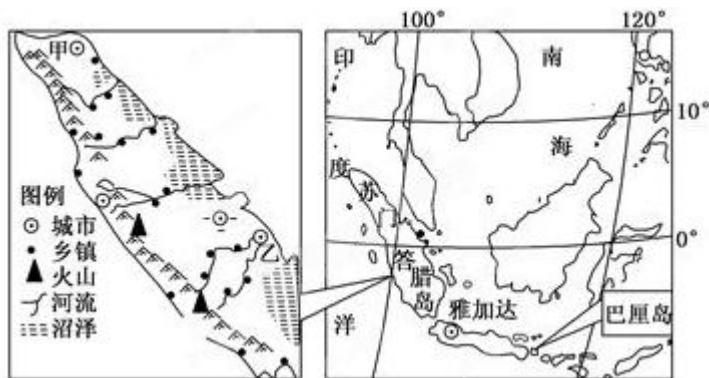 甲
乙
图例
城市
乡镇
火山
河流
沼泽
100°
120°
10°
0°
印
度
洋
南
海
苏
门
答
腊
岛
雅加达
巴厘岛